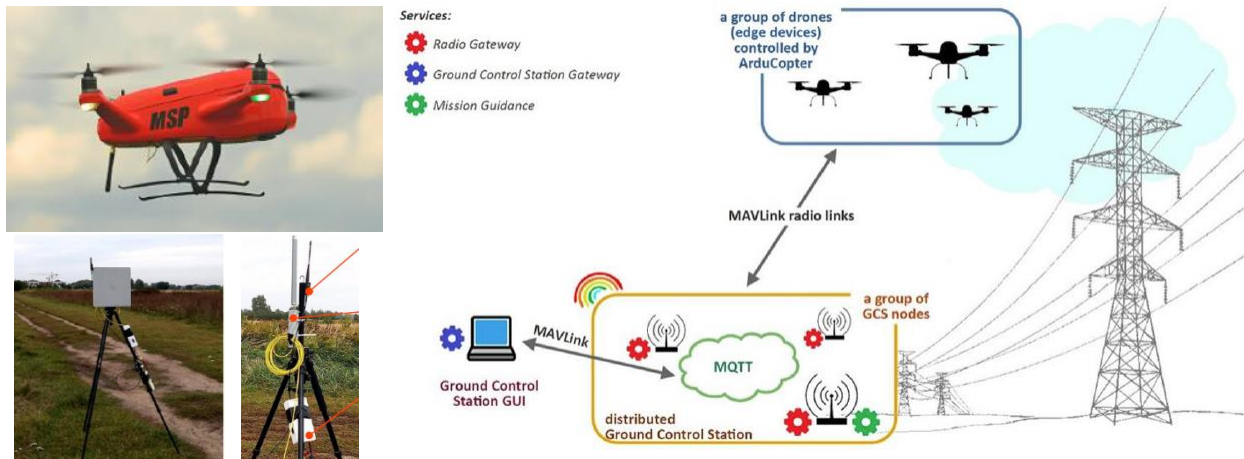 MSP
Services:
Radio Gateway
Ground Control Station Gateway
Mission Guidance
a group of drones
(edge devices)
controlled by
ArduCopter
MAVLink radio links
a group of
GCS nodes
MAVLink
MQTT
Ground Control
Station GUI
distributed
Ground Control Station